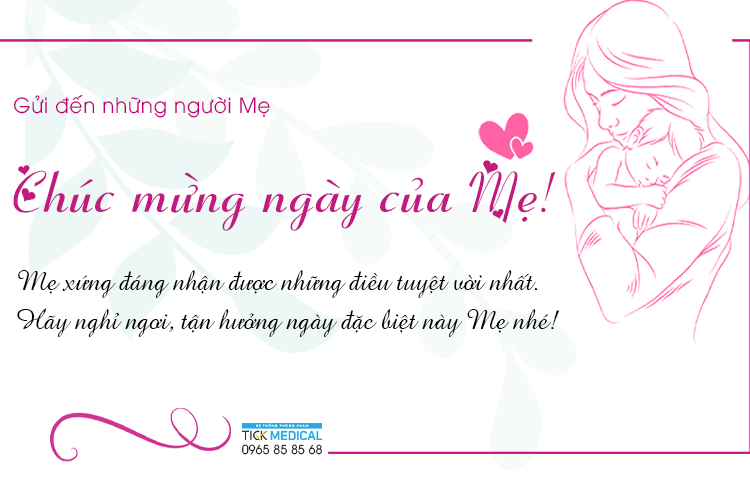 Gửi đến những người Mẹ
Chúc mừng ngày của Mẹ!
Mẹ xứng đáng nhận được những điều tuyệt vời nhất.
Hãy nghỉ ngơi, tận hưởng ngày đặc biệt này Mẹ nhé!
HỆ THỐNG PHÒNG KHÁM
TICK MEDICAL
0965 85 85 68